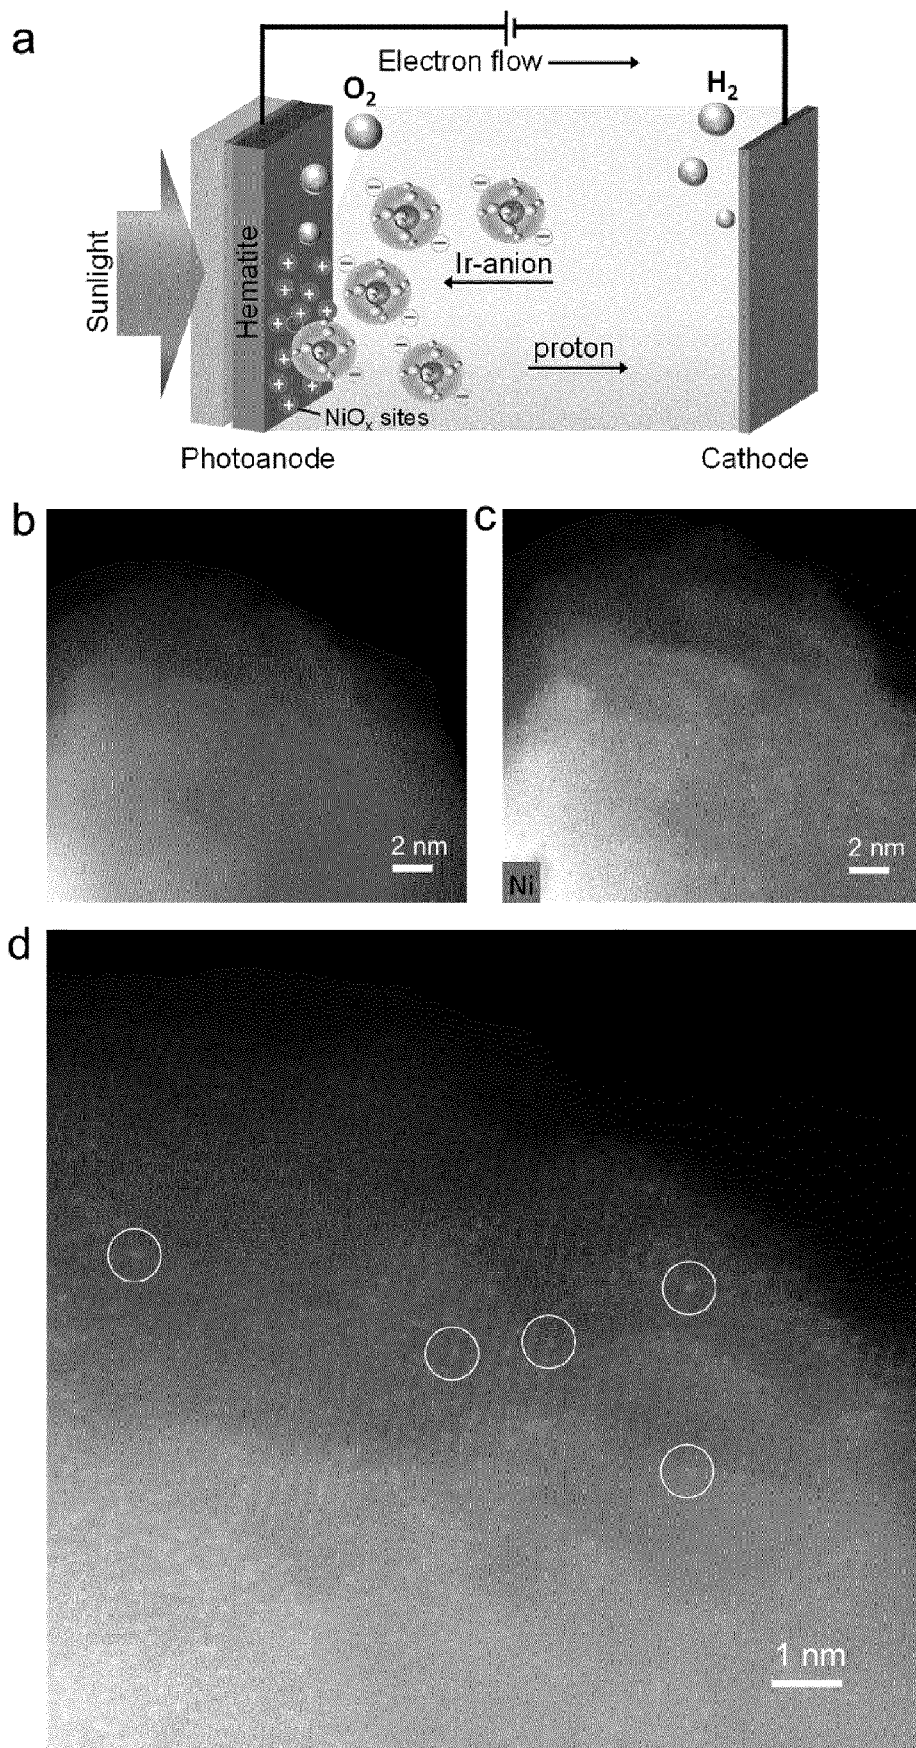 a
Electron flow
O₂
H₂
Sunlight
Hematite
Ir-anion
proton
NiOₓ sites
Photoanode
Cathode
b
c
2 nm
2 nm
Ni
d
1 nm